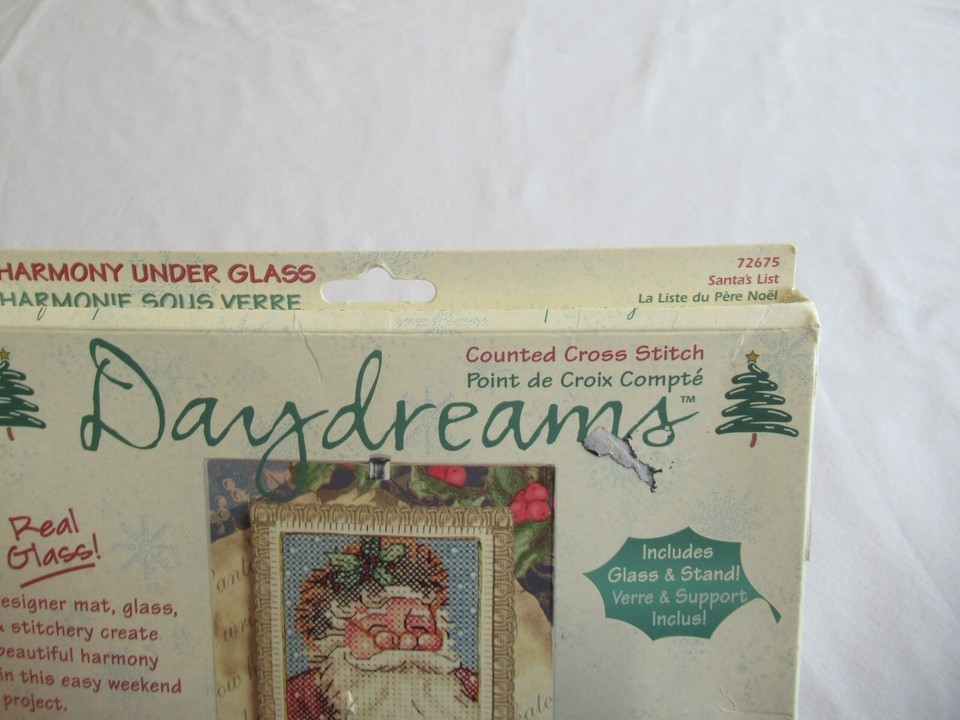 HARMONY UNDER GLASS
HARMONIE SOUS VERRE
72675
Santa's List
La Liste du Père Noël
Counted Cross Stitch
Point de Croix Compté
Daydreams™
Real
Glass!
esigner mat, glass,
& stitchery create
beautiful harmony
in this easy weekend
project.
Includes
Glass & Stand!
Verre & Support
Inclus!